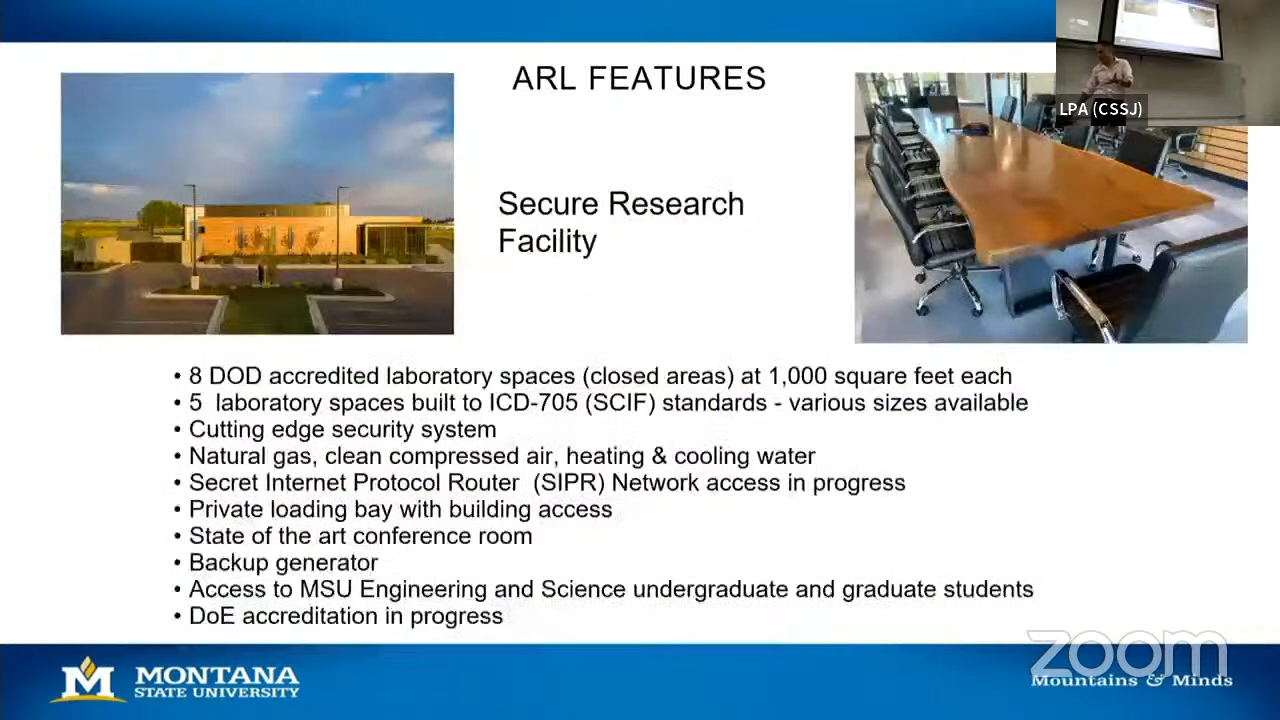 ARL FEATURES
LPA (CSSJ)
Secure Research
Facility
• 8 DOD accredited laboratory spaces (closed areas) at 1,000 square feet each
• 5 laboratory spaces built to ICD-705 (SCIF) standards - various sizes available
• Cutting edge security system
• Natural gas, clean compressed air, heating & cooling water
• Secret Internet Protocol Router (SIPR) Network access in progress
• Private loading bay with building access
• State of the art conference room
• Backup generator
• Access to MSU Engineering and Science undergraduate and graduate students
• DoE accreditation in progress
M MONTANA
STATE UNIVERSITY
zoom
Mountains & Minds